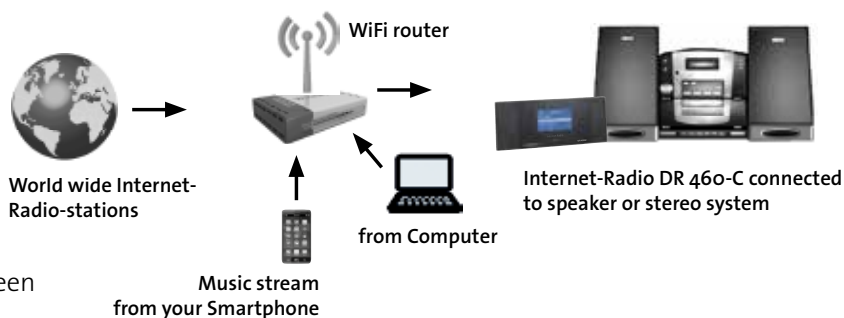 WiFi router
World wide Internet-
Radio-stations
Internet-Radio DR 460-C connected
to speaker or stereo system
from Computer
een
Music stream
from your Smartphone